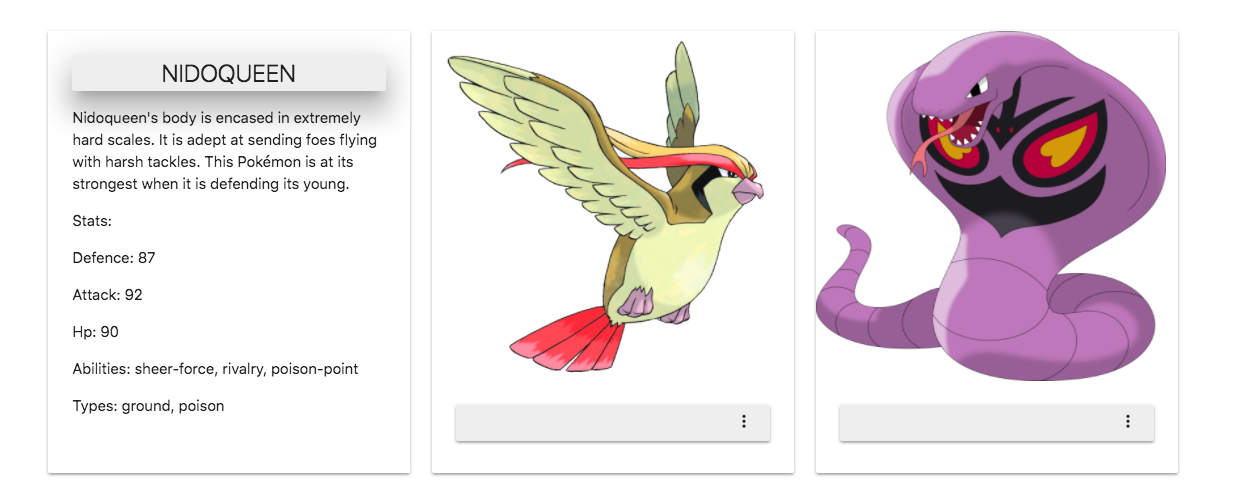 NIDOQUEEN
Nidoqueen's body is encased in extremely
hard scales. It is adept at sending foes flying
with harsh tackles. This Pokémon is at its
strongest when it is defending its young.
Stats:
Defence: 87
Attack: 92
Hp: 90
Abilities: sheer-force, rivalry, poison-point
Types: ground, poison